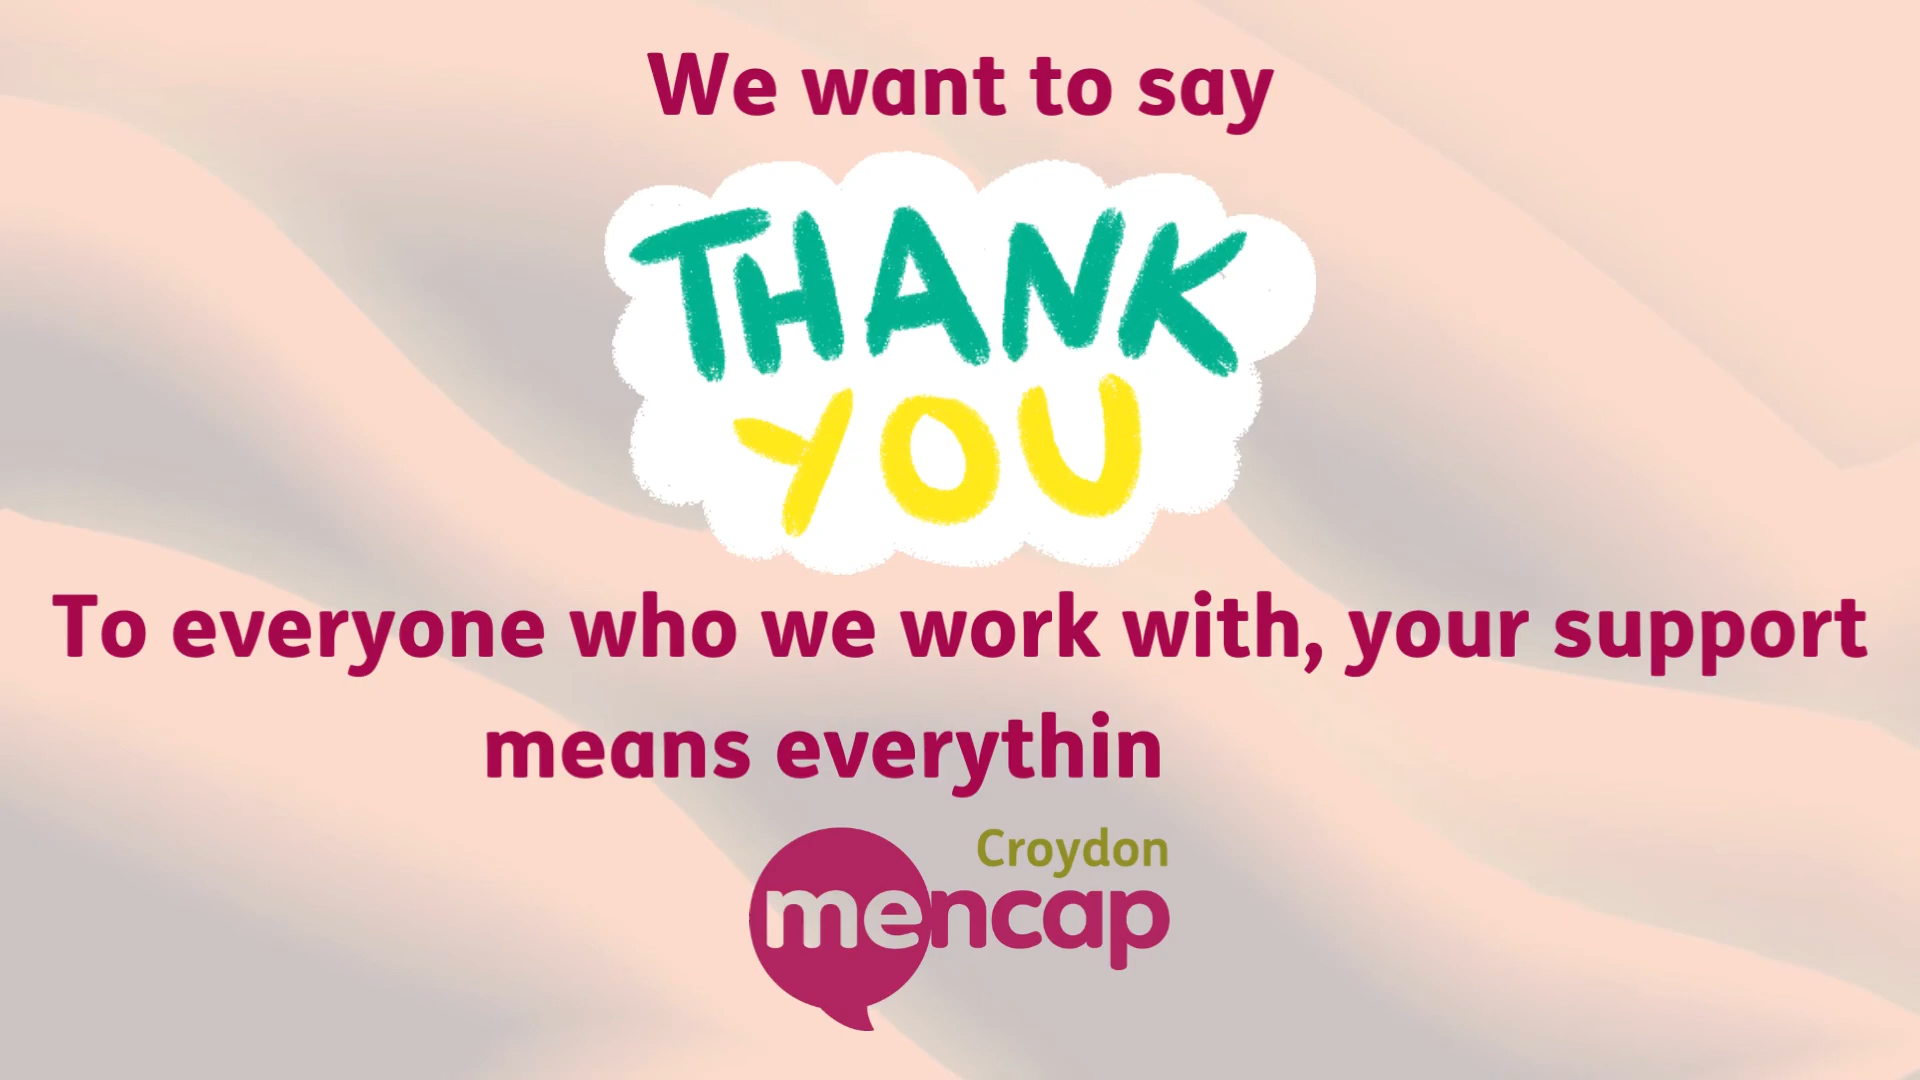 We want to say
THANK
YOU
To everyone who we work with, your support
means everythin
Croydon
mencap